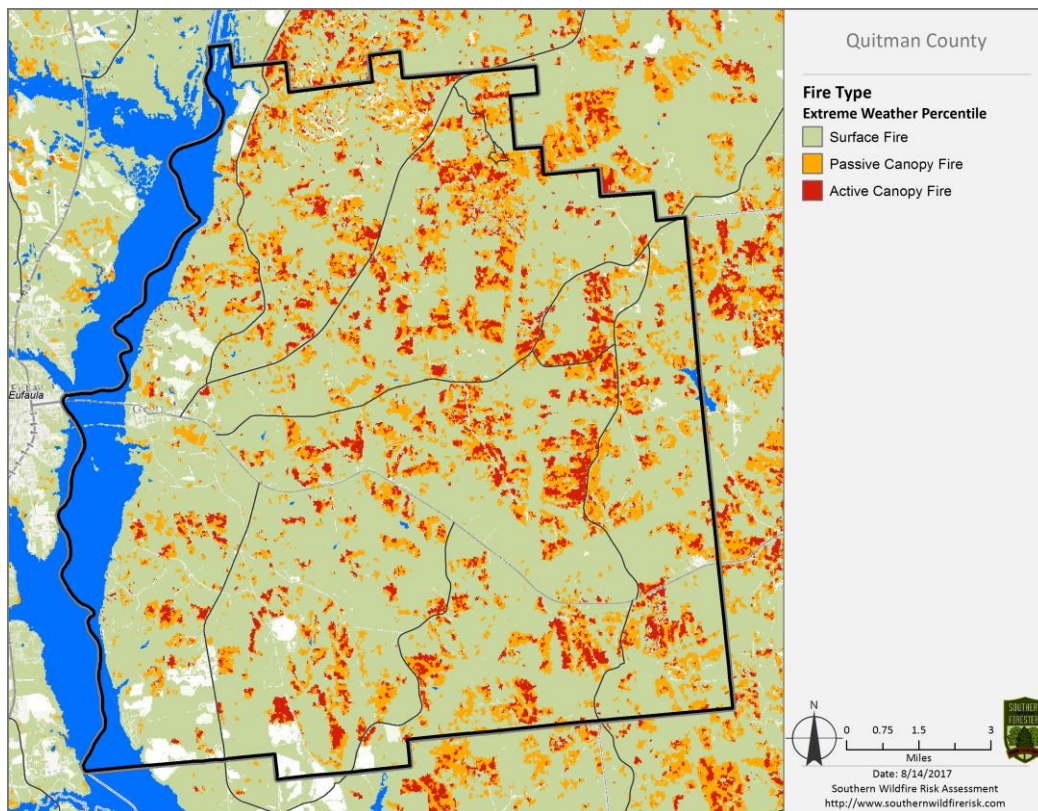 Quitman County
Fire Type
Extreme Weather Percentile
Surface Fire
Passive Canopy Fire
Active Canopy Fire
Eufaula
0 0.75 1.5 3
Miles
N
Date: 8/14/2017
Southern Wildfire Risk Assessment
http://www.southernwildfirerisk.com
SOUTHERN